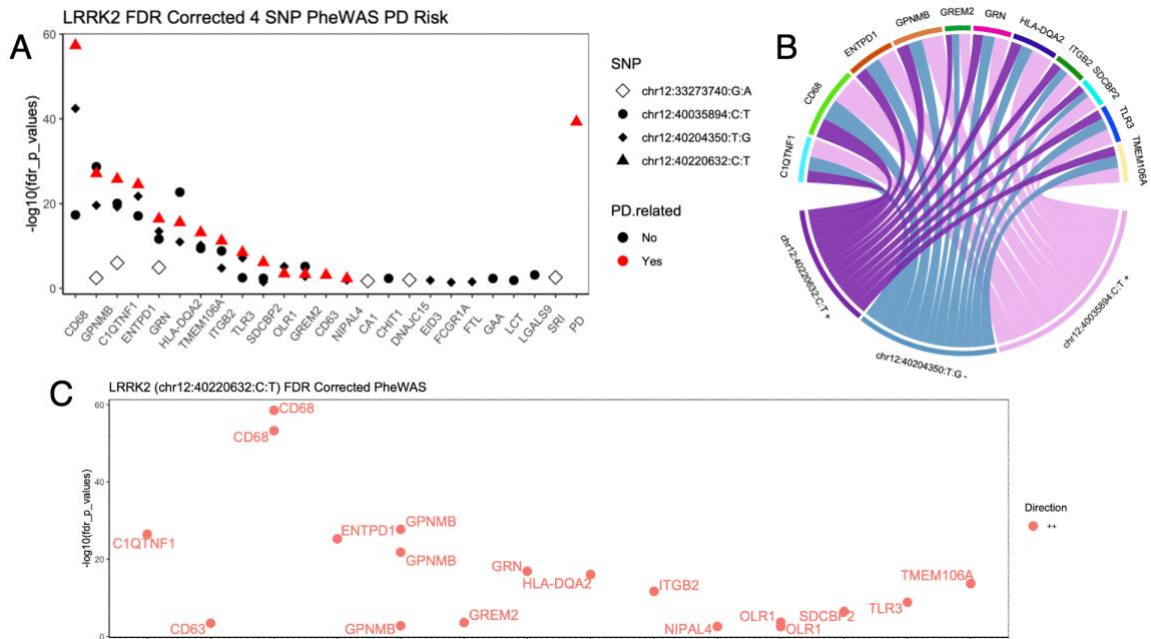 LRRK2 FDR Corrected 4 SNP PheWAS PD Risk
A
60
40
20
0
-log10(fdr_p_values)
CD68
GPNMB
C1QTNF1
ENTPD1
GRN
HLA-DQA2
TMEM106A
ITGB2
TLR3
SDCBP2
OLR1
GREM2
CD63
NIPAL4
CA1
CHIT1
DNAJC15
EID3
FCGR1A
FTL
GAA
LCT
LGALS9
SRI
PD
SNP
chr12:33273740:G:A
chr12:40035894:C:T
chr12:40204350:T:G
chr12:40220632:C:T
PD.related
No
Yes
B
C1QTNF1
CD68
ENTPD1
GPNMB
GREM2
GRN
HLA-DQA2
ITGB2
SDCBP2
TLR3
TMEM106A
chr12:40220632:C:T +
chr12:40204350:T:G -
chr12:40035894:C:T +
C
LRRK2 (chr12:40220632:C:T) FDR Corrected PheWAS
60
40
20
0
-log10(fdr_p_values)
CD68
CD68
C1QTNF1
ENTPD1
GPNMB
GPNMB
GRN
HLA-DQA2
ITGB2
TMEM106A
CD63
GPNMB
GREM2
NIPAL4
OLR1
OLR1
SDCBP2
TLR3
Direction
++